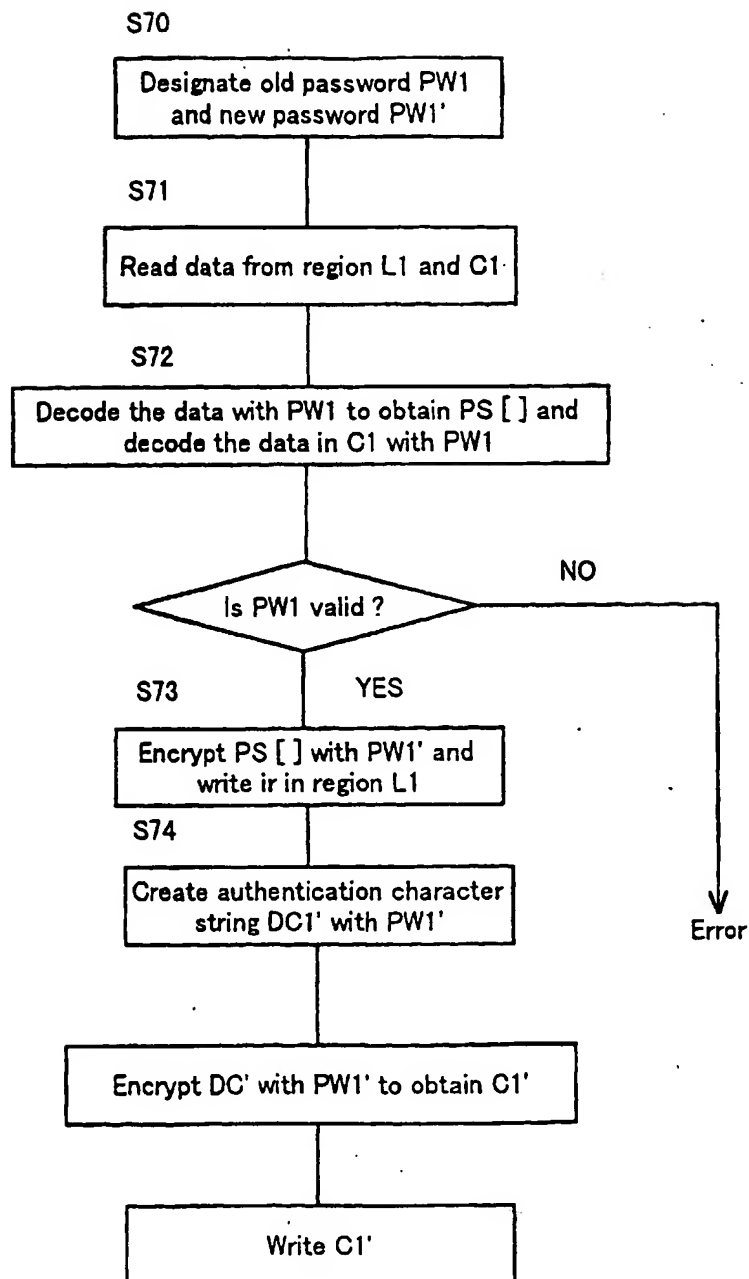 S70
Designate old password PW1
and new password PW1'
S71
Read data from region L1 and C1
S72
Decode the data with PW1 to obtain PS [ ] and
decode the data in C1 with PW1
Is PW1 valid ?
NO
S73
YES
Encrypt PS [ ] with PW1' and
write ir in region L1
S74
Create authentication character
string DC1' with PW1'
Error
Encrypt DC' with PW1' to obtain C1'
Write C1'